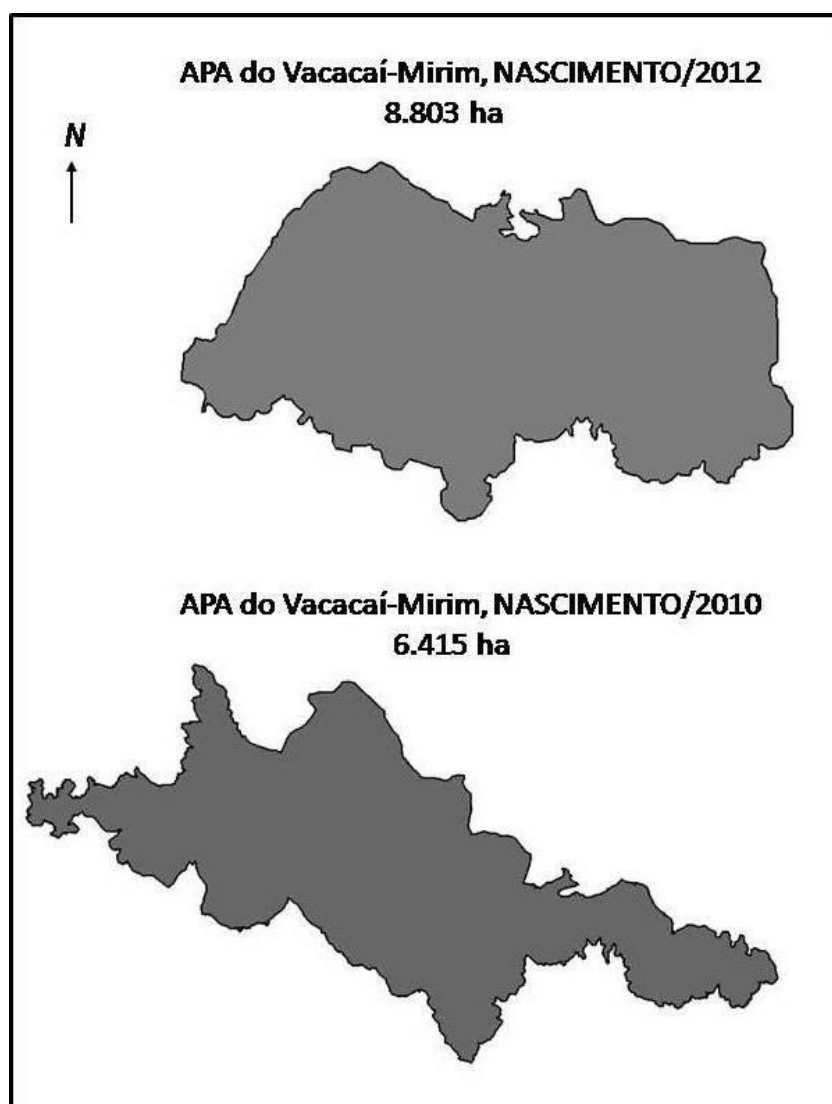 APA do Vacacaí-Mirim, NASCIMENTO/2012
8.803 ha
N
APA do Vacacaí-Mirim, NASCIMENTO/2010
6.415 ha